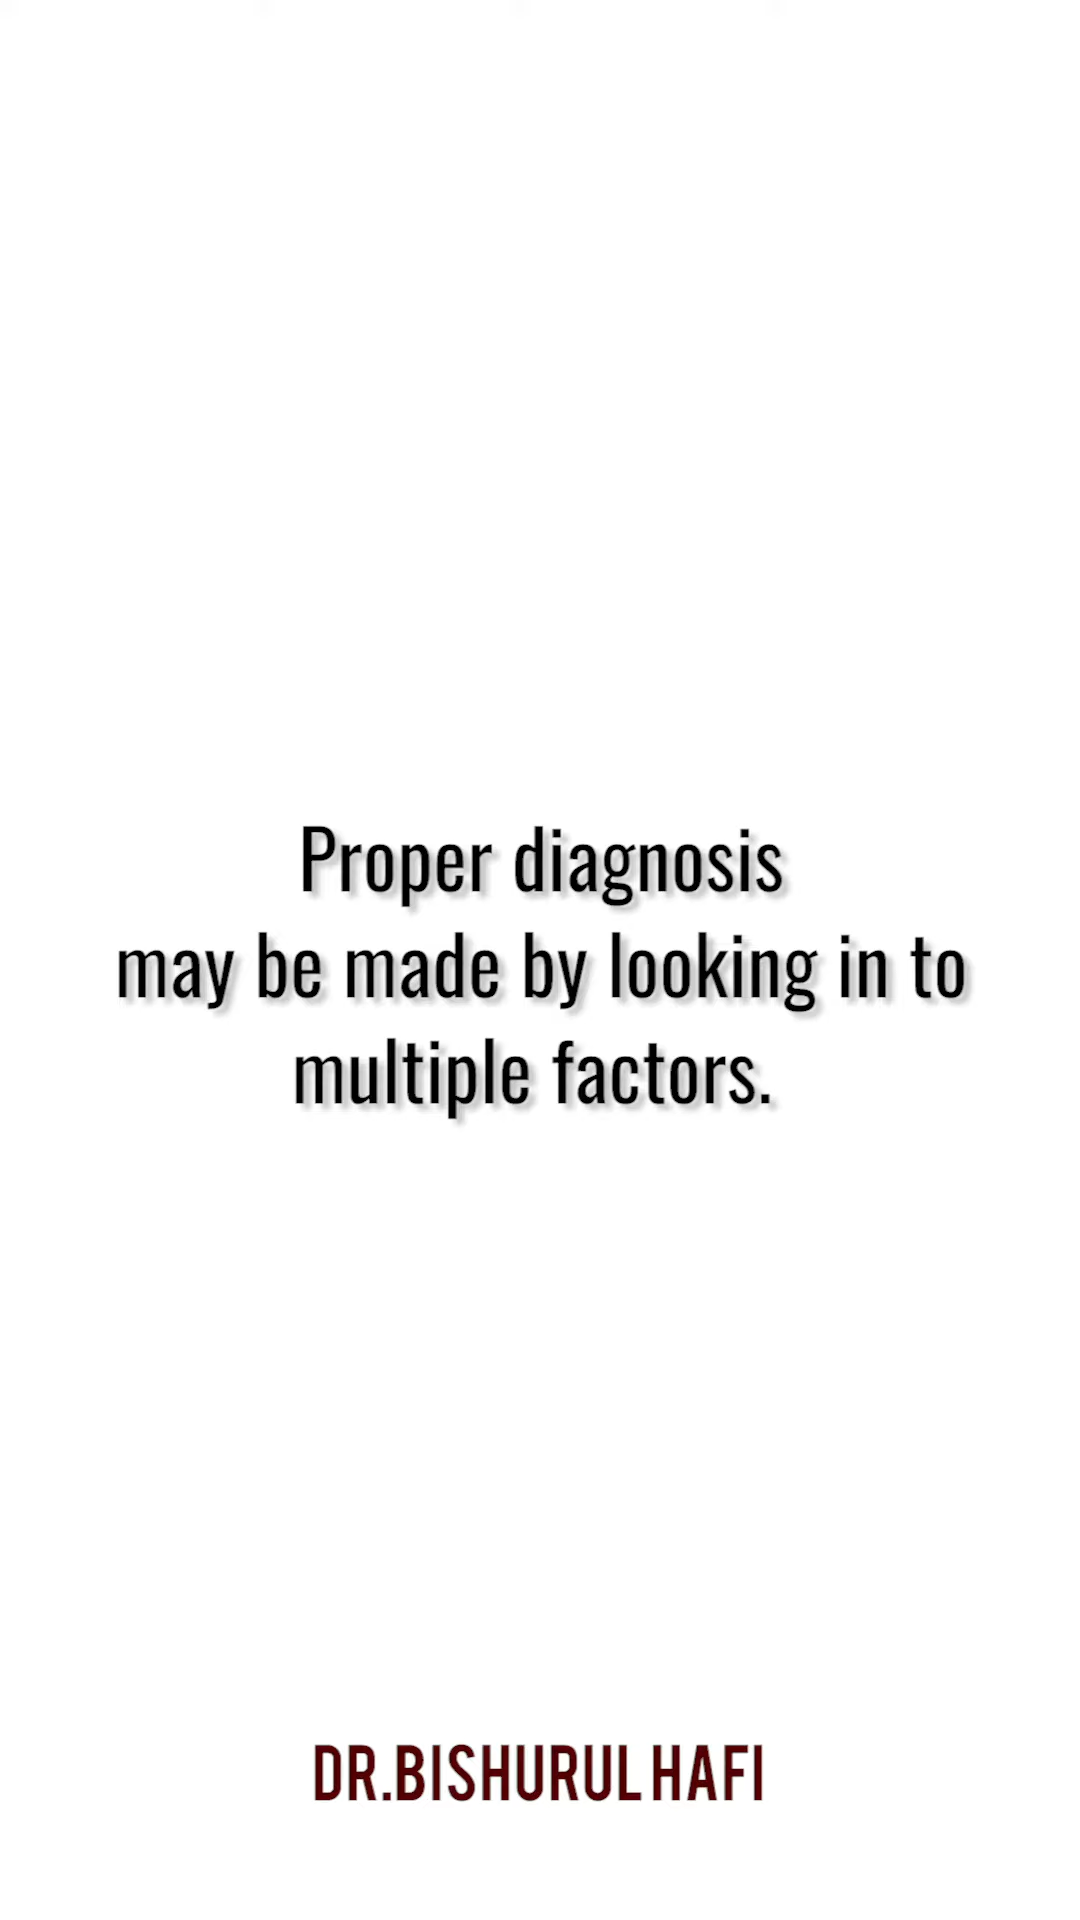 Proper diagnosis
may be made by looking in to
multiple factors.
DR.BISHURUL HAFI